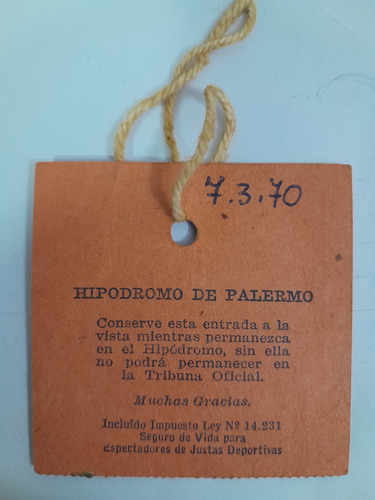 7.3.70
HIPODROMO DE PALERMO
Conserve esta entrada a la
vista mientras permanezca
en el Hipódromo, sin ella
no podrá permanecer en
la Tribuna Oficial.
Muchas Gracias.
Incluído Impuesto Ley Nº 14.231
Seguro de Vida para
Espectadores de Justas Deportivas